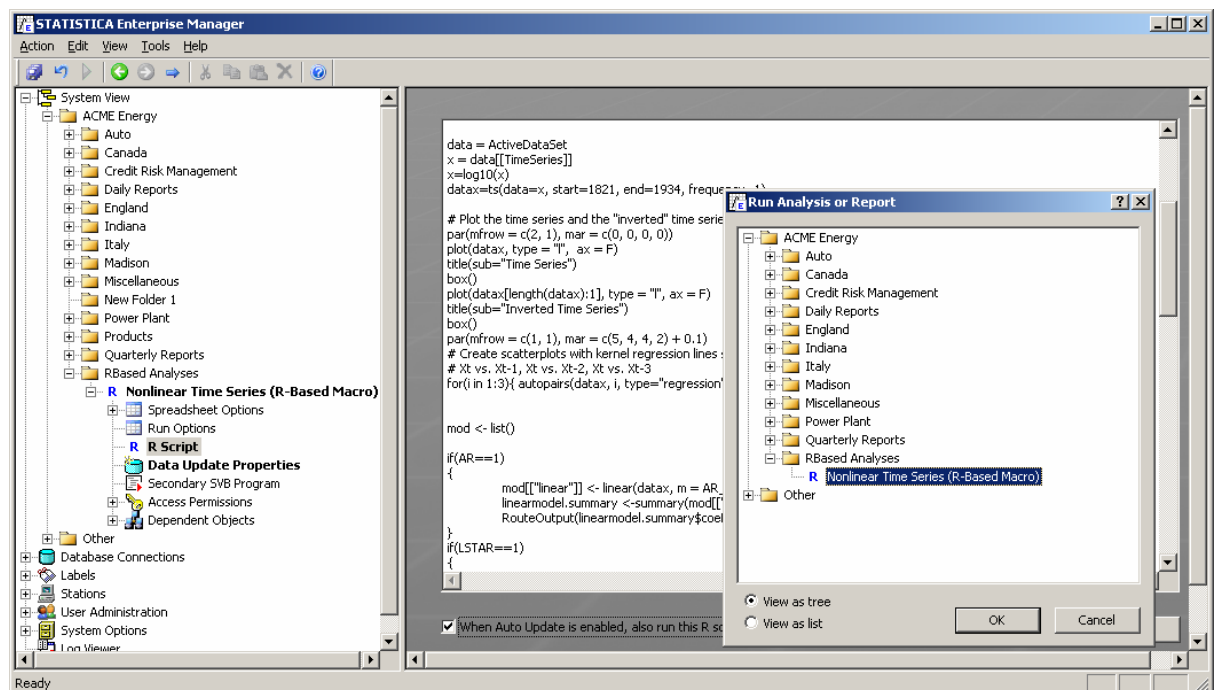 STATISTICA Enterprise Manager
Action Edit View Tools Help
System View
ACME Energy
Auto
Canada
Credit Risk Management
Daily Reports
England
Indiana
Italy
Madison
Miscellaneous
New Folder 1
Power Plant
Products
Quarterly Reports
RBased Analyses
R Nonlinear Time Series (R-Based Macro)
Spreadsheet Options
Run Options
R R Script
Data Update Properties
Secondary SVB Program
Access Permissions
Dependent Objects
Other
Database Connections
Labels
Stations
User Administration
System Options
Log Viewer
data = ActiveDataSet
x = data[[TimeSeries]]
x=log10(x)
datax=ts(data=x, start=1821, end=1934, frequency=1)
# Plot the time series and the "inverted" time serie
par(mfrow = c(2, 1), mar = c(0, 0, 0, 0))
plot(datax, type = "l", ax = F)
title(sub="Time Series")
box()
plot(datax[length(datax):1], type = "l", ax = F)
title(sub="Inverted Time Series")
box()
par(mfrow = c(1, 1), mar = c(5, 4, 4, 2) + 0.1)
# Create scatterplots with kernel regression lines
# Xt vs. Xt-1, Xt vs. Xt-2, Xt vs. Xt-3
for(i in 1:3){ autopairs(datax, i, type="regression"
mod <- list()
if(AR==1)
{
mod[["linear"]] <- linear(datax, m = AR_
linearmodel.summary <-summary(mod[["
RouteOutput(linearmodel.summary$coef
}
if(LSTAR==1)
{
When Auto Update is enabled, also run this R sc
Run Analysis or Report
ACME Energy
Auto
Canada
Credit Risk Management
Daily Reports
England
Indiana
Italy
Madison
Miscellaneous
Power Plant
Quarterly Reports
RBased Analyses
R Nonlinear Time Series (R-Based Macro)
Other
View as tree
View as list
OK Cancel
Ready